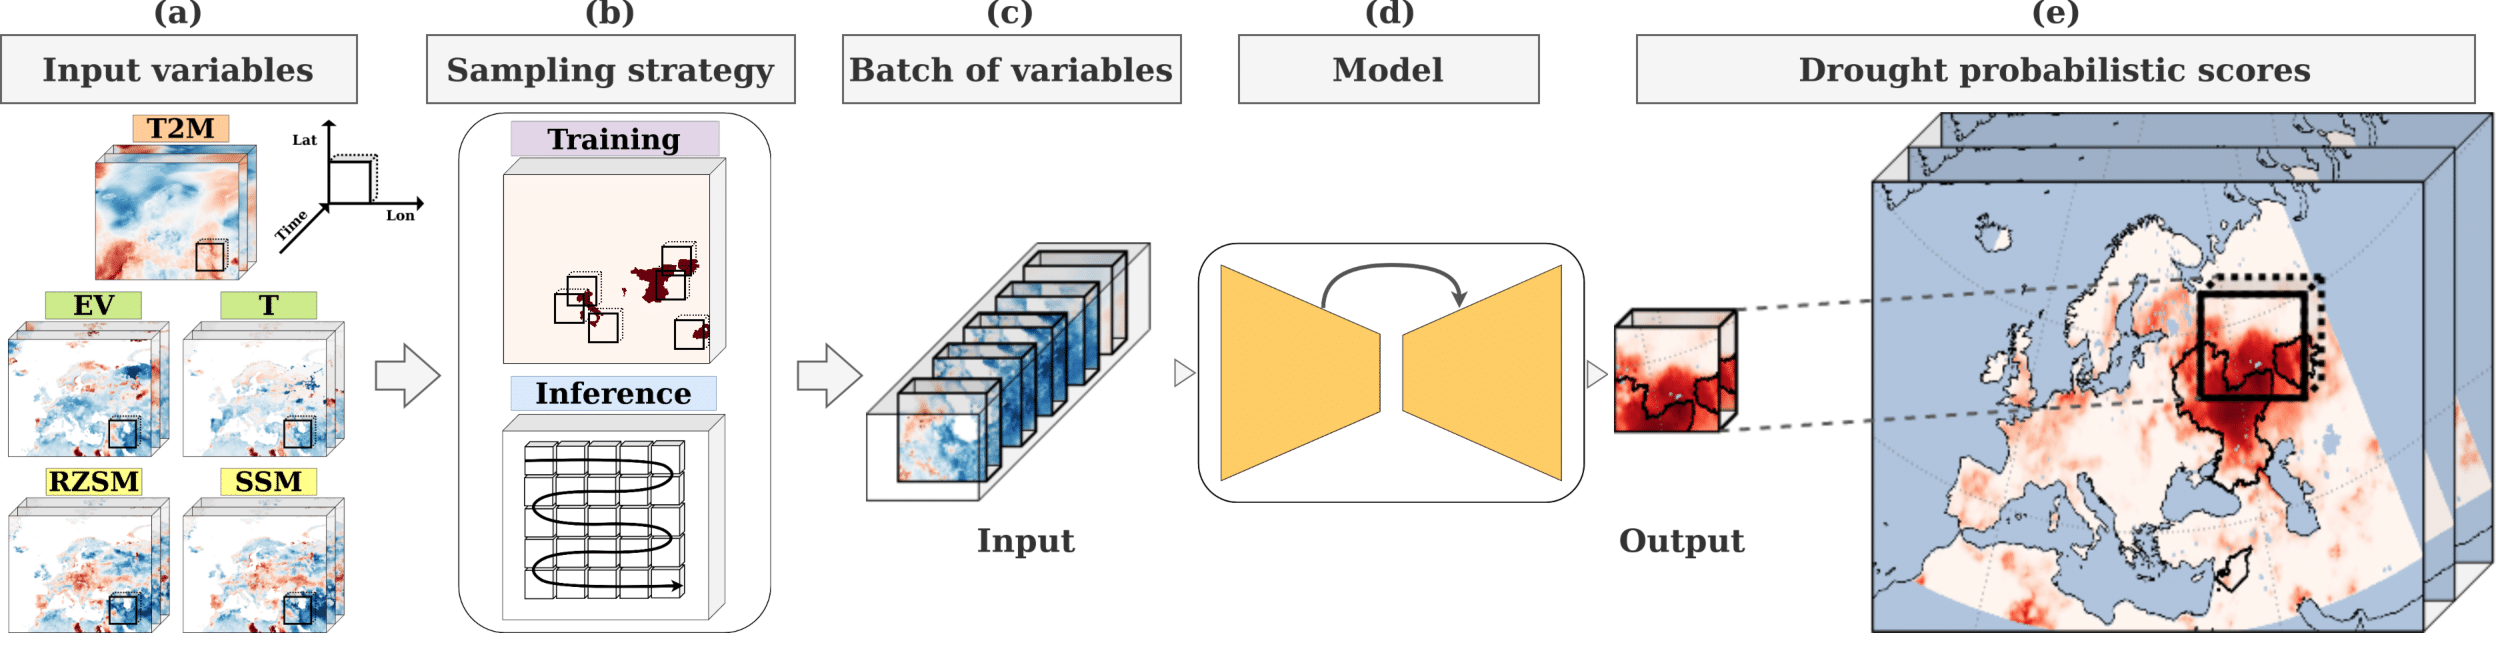 (a)
Input variables
T2M
Lat
Time
Lon
EV
T
RZSM
SSM
(b)
Sampling strategy
Training
Inference
(c)
Batch of variables
Input
(d)
Model
Output
(e)
Drought probabilistic scores